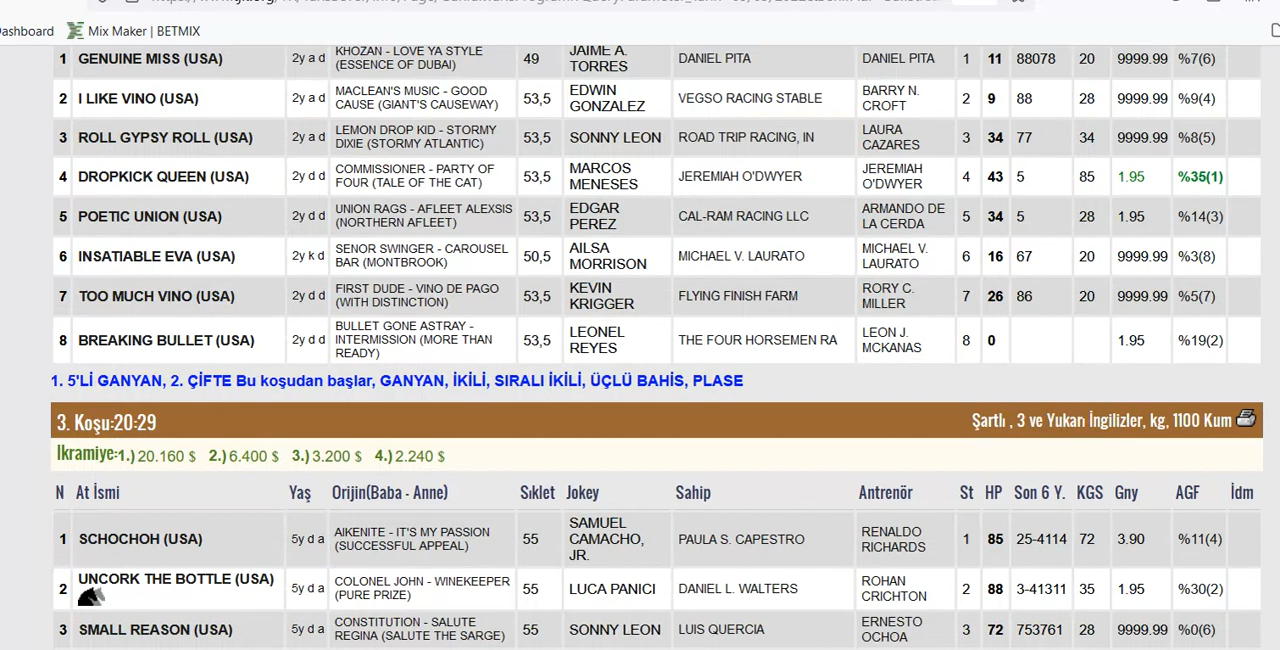 Dashboard Mix Maker | BETMIX
1 GENUINE MISS (USA) 2y a d KHOZAN - LOVE YA STYLE (ESSENCE OF DUBAI) 49 JAIME A. TORRES DANIEL PITA DANIEL PITA 1 11 88078 20 9999.99 %7(6)
2 I LIKE VINO (USA) 2y a d MACLEAN'S MUSIC - GOOD CAUSE (GIANT'S CAUSEWAY) 53,5 EDWIN GONZALEZ VEGSO RACING STABLE BARRY N. CROFT 2 9 88 28 9999.99 %9(4)
3 ROLL GYPSY ROLL (USA) 2y a d LEMON DROP KID - STORMY DIXIE (STORMY ATLANTIC) 53,5 SONNY LEON ROAD TRIP RACING, IN LAURA CAZARES 3 34 77 34 9999.99 %8(5)
4 DROPKICK QUEEN (USA) 2y d d COMMISSIONER - PARTY OF FOUR (TALE OF THE CAT) 53,5 MARCOS MENESES JEREMIAH O'DWYER JEREMIAH O'DWYER 4 43 5 85 1.95 %35(1)
5 POETIC UNION (USA) 2y d d UNION RAGS - AFLEET ALEXSIS (NORTHERN AFLEET) 53,5 EDGAR PEREZ CAL-RAM RACING LLC ARMANDO DE LA CERDA 5 34 5 28 1.95 %14(3)
6 INSATIABLE EVA (USA) 2y k d SENOR SWINGER - CAROUSEL BAR (MONTBROOK) 50,5 AILSA MORRISON MICHAEL V. LAURATO MICHAEL V. LAURATO 6 16 67 20 9999.99 %3(8)
7 TOO MUCH VINO (USA) 2y d d FIRST DUDE - VINO DE PAGO (WITH DISTINCTION) 53,5 KEVIN KRIGGER FLYING FINISH FARM RORY C. MILLER 7 26 86 20 9999.99 %5(7)
8 BREAKING BULLET (USA) 2y d d BULLET GONE ASTRAY - INTERMISSION (MORE THAN READY) 53,5 LEONEL REYES THE FOUR HORSEMEN RA LEON J. MCKANAS 8 0 1.95 %19(2)
1. 5'Lİ GANYAN, 2. ÇİFTE Bu koşudan başlar, GANYAN, İKİLİ, SIRALI İKİLİ, ÜÇLÜ BAHİS, PLASE
3. Koşu:20:29 Şartlı , 3 ve Yukarı İngilizler, kg, 1100 Kum
Ikramiye:1.) 20.160 $ 2.) 6.400 $ 3.) 3.200 $ 4.) 2.240 $
N At İsmi Yaş Orijin(Baba - Anne) Sıklet Jokey Sahip Antrenör St HP Son 6 Y. KGS Gny AGF İdm
1 SCHOCHOH (USA) 5y d a AIKENITE - IT'S MY PASSION (SUCCESSFUL APPEAL) 55 SAMUEL CAMACHO, JR. PAULA S. CAPESTRO RENALDO RICHARDS 1 85 25-4114 72 3.90 %11(4)
2 UNCORK THE BOTTLE (USA) 5y d a COLONEL JOHN - WINEKEEPER (PURE PRIZE) 55 LUCA PANICI DANIEL L. WALTERS ROHAN CRICHTON 2 88 3-41311 35 1.95 %30(2)
3 SMALL REASON (USA) 5y d a CONSTITUTION - SALUTE REGINA (SALUTE THE SARGE) 55 SONNY LEON LUIS QUERCIA ERNESTO OCHOA 3 72 753761 28 9999.99 %0(6)